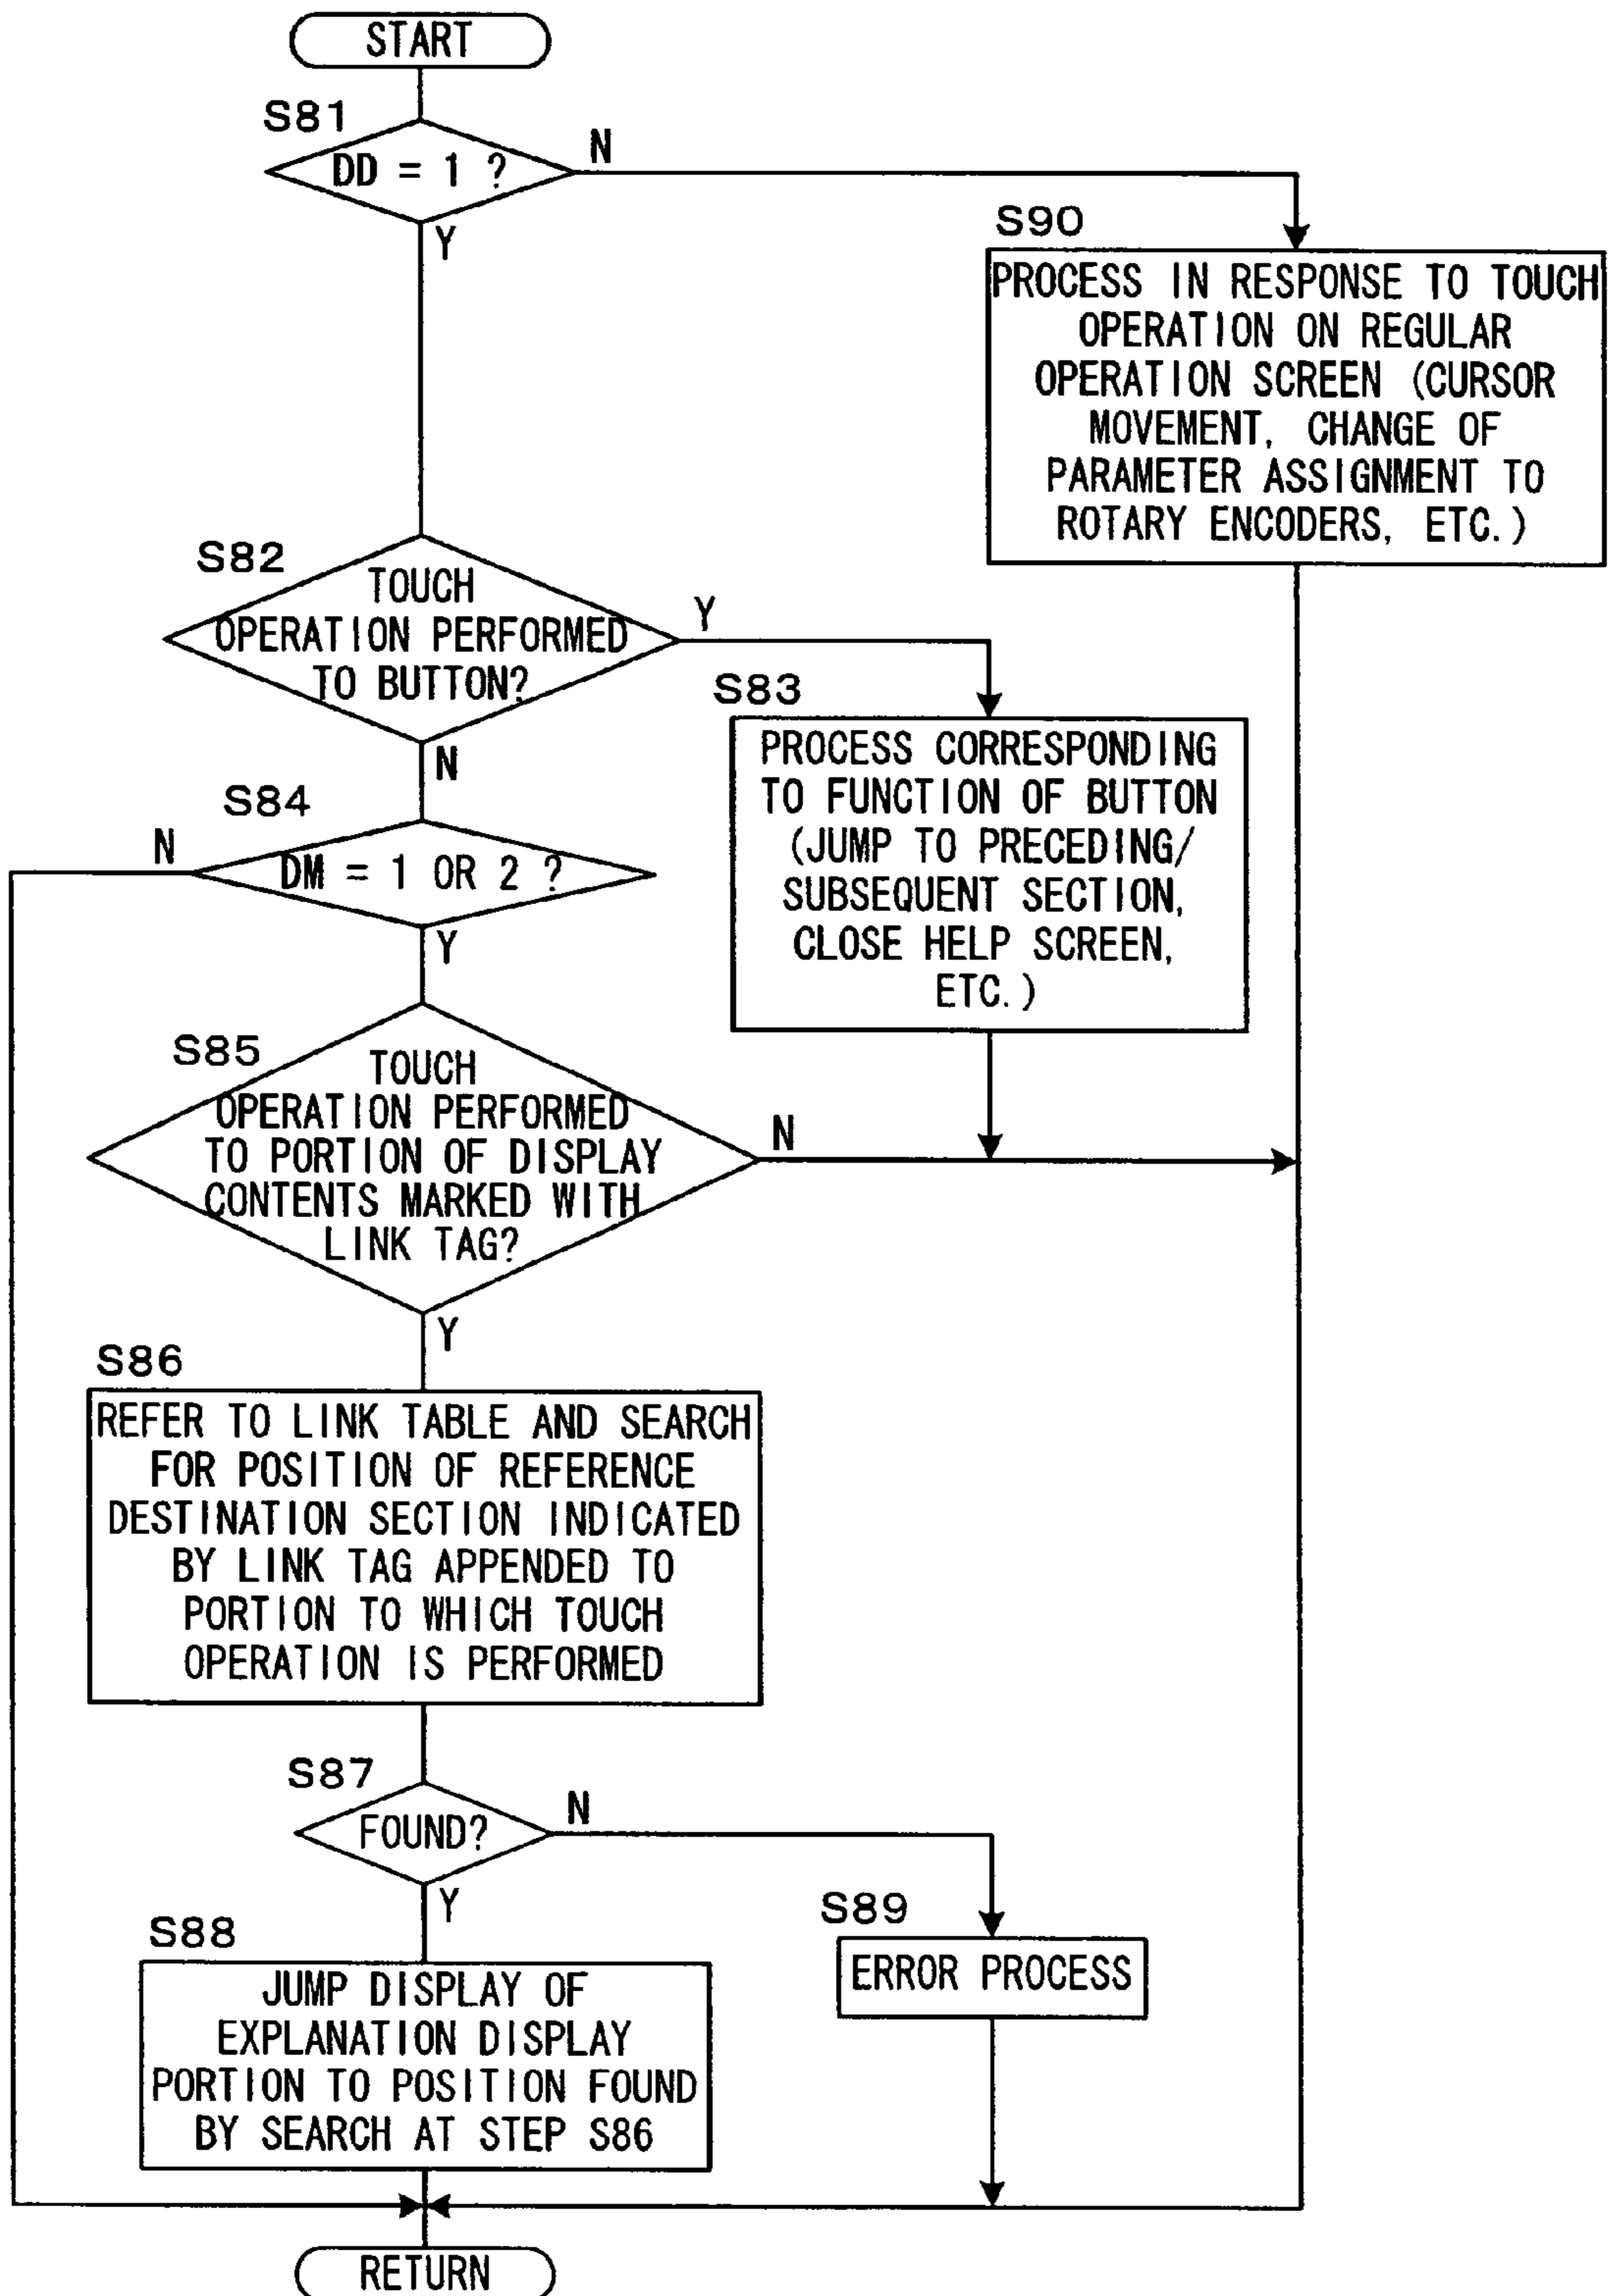 START
S81
DD = 1 ?
N
Y
S90
PROCESS IN RESPONSE TO TOUCH
OPERATION ON REGULAR
OPERATION SCREEN (CURSOR
MOVEMENT, CHANGE OF
PARAMETER ASSIGNMENT TO
ROTARY ENCODERS, ETC.)
S82
TOUCH
OPERATION PERFORMED
TO BUTTON?
Y
N
S83
PROCESS CORRESPONDING
TO FUNCTION OF BUTTON
(JUMP TO PRECEDING/
SUBSEQUENT SECTION,
CLOSE HELP SCREEN,
ETC.)
S84
DM = 1 OR 2 ?
N
Y
S85
TOUCH
OPERATION PERFORMED
TO PORTION OF DISPLAY
CONTENTS MARKED WITH
LINK TAG?
N
Y
S86
REFER TO LINK TABLE AND SEARCH
FOR POSITION OF REFERENCE
DESTINATION SECTION INDICATED
BY LINK TAG APPENDED TO
PORTION TO WHICH TOUCH
OPERATION IS PERFORMED
S87
FOUND?
N
Y
S88
JUMP DISPLAY OF
EXPLANATION DISPLAY
PORTION TO POSITION FOUND
BY SEARCH AT STEP S86
S89
ERROR PROCESS
RETURN